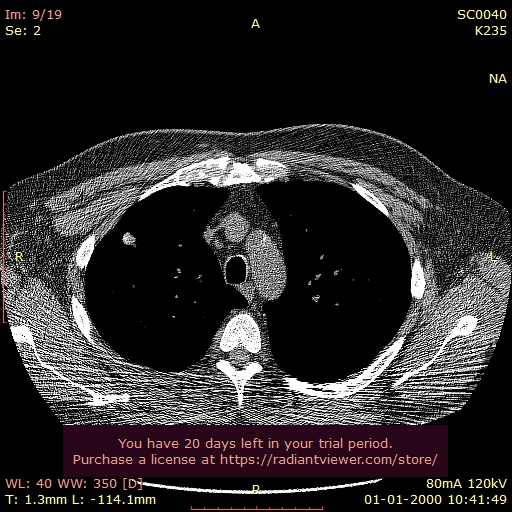 Im: 9/19
Se: 2
A
SC0040
K235
NA
R
L
You have 20 days left in your trial period.
Purchase a license at https://radiantviewer.com/store/
WL: 40 WW: 350 [D]
T: 1.3mm L: -114.1mm
P
80mA 120kV
01-01-2000 10:41:49